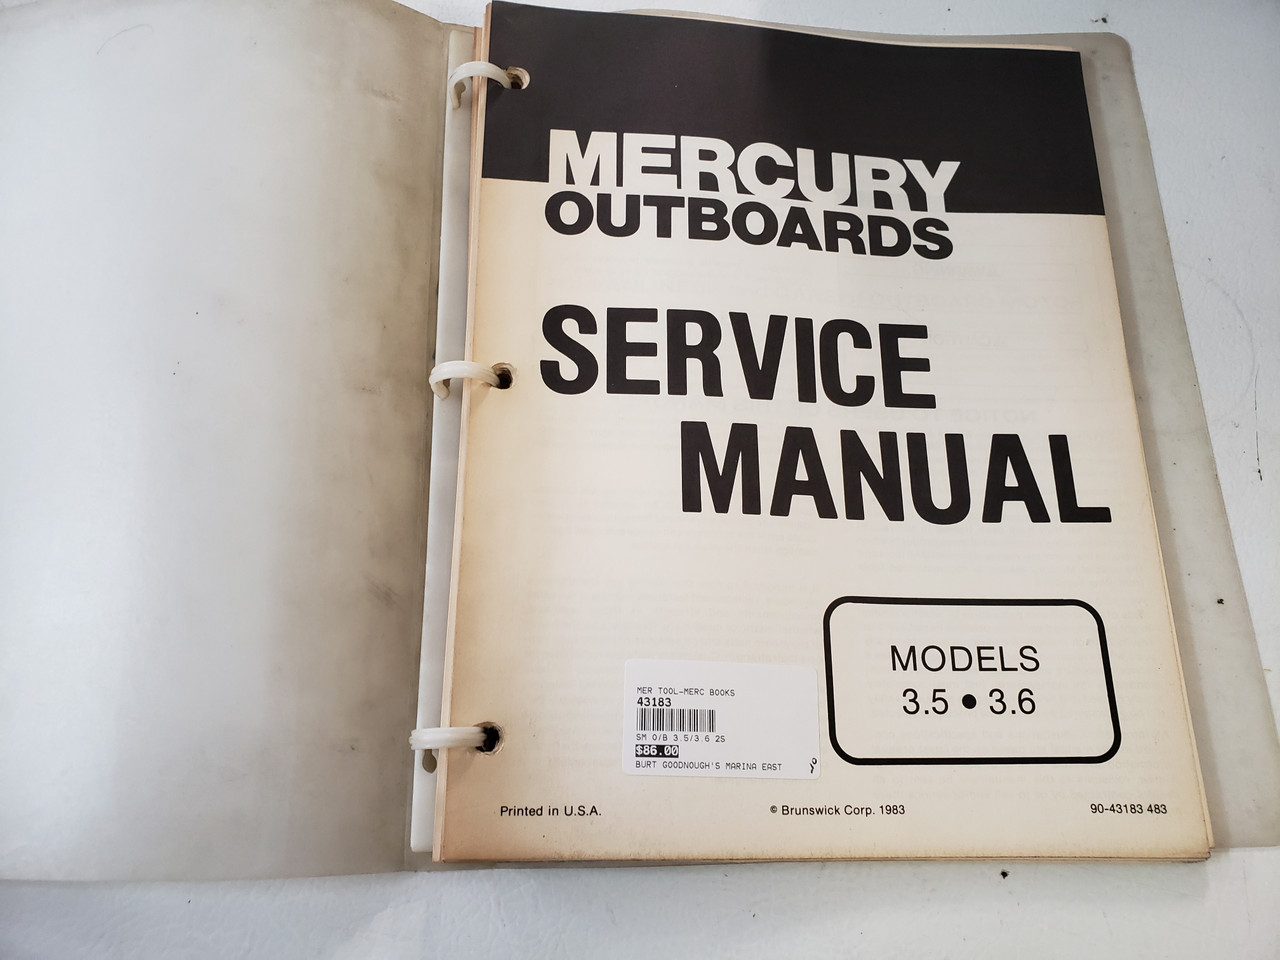 MERCURY
OUTBOARDS
SERVICE
MANUAL
MODELS
3.5 • 3.6
MER TOOL-MERC BOOKS
43183
SM O/B 3.5/3.6 2S
$86.00
BURT GOODNOUGH'S MARINA EAST
Printed in U.S.A.
© Brunswick Corp. 1983
90-43183 483